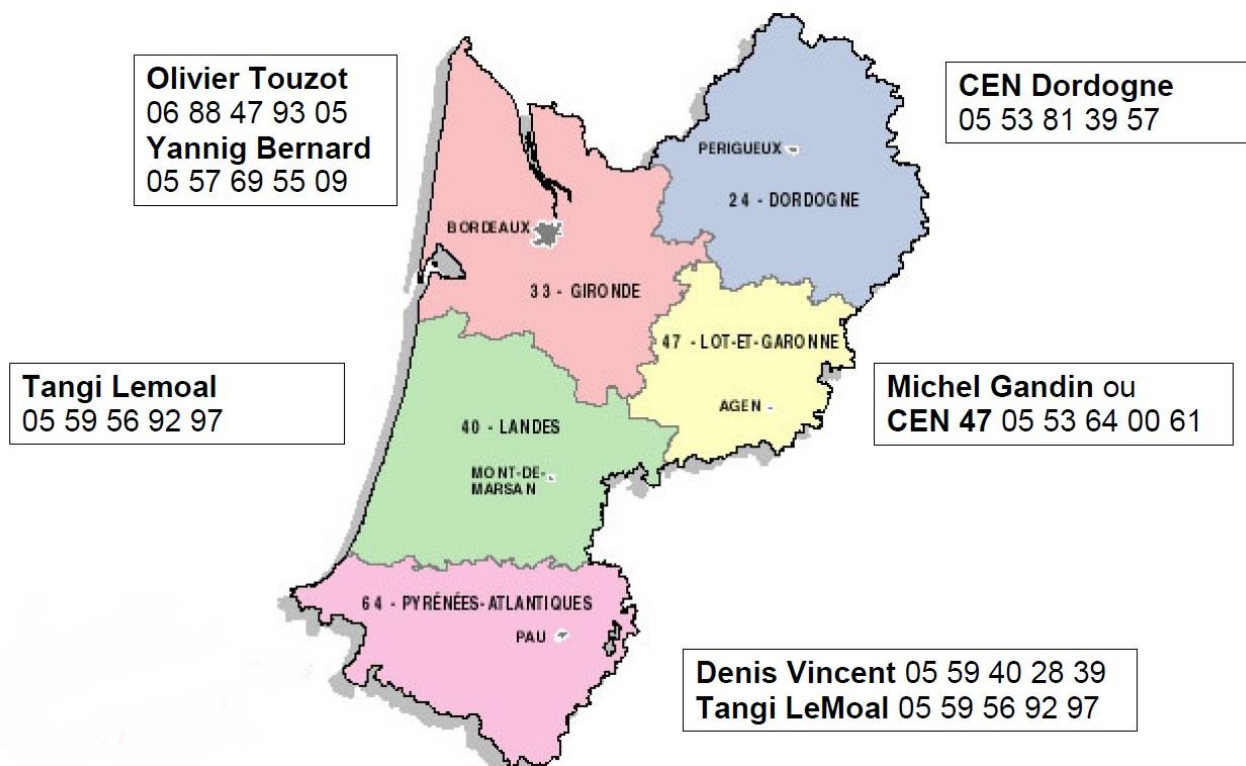 Olivier Touzot
06 88 47 93 05
Yannig Bernard
05 57 69 55 09
CEN Dordogne
05 53 81 39 57
PERIGUEUX
24 - DORDOGNE
BORDEAUX
33 - GIRONDE
47 - LOT-ET-GARONNE
AGEN
Tangi Lemoal
05 59 56 92 97
Michel Gandin ou
CEN 47 05 53 64 00 61
40 - LANDES
MONT-DE-
MARSAN
64 - PYRÉNÉES-ATLANTIQUES
PAU
Denis Vincent 05 59 40 28 39
Tangi LeMoal 05 59 56 92 97